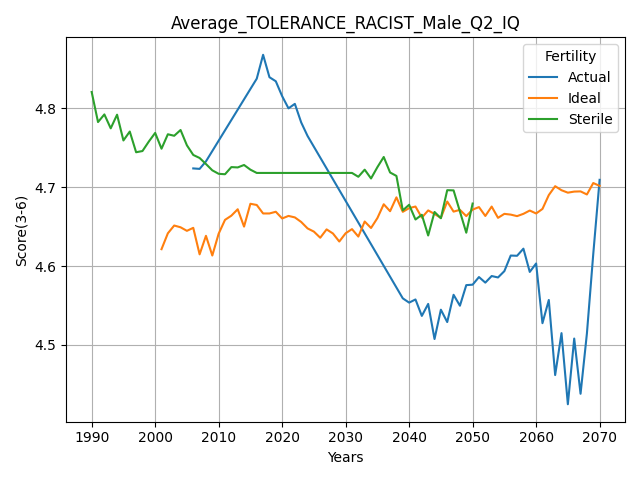 Average_TOLERANCE_RACIST_Male_Q2_IQ
Fertility
Actual
Ideal
Sterile
Score(3-6)
4.8
4.7
4.6
4.5
1990 2000 2010 2020 2030 2040 2050 2060 2070
Years